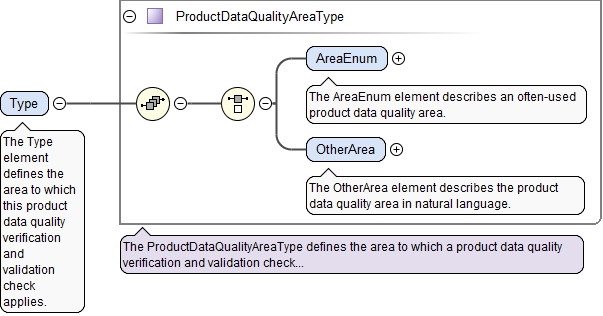 ProductDataQualityAreaType
AreaEnum
The AreaEnum element describes an often-used
product data quality area.
Type
OtherArea
The Type
element
defines the
area to which
this product
data quality
verification
and
validation
check
applies.
The OtherArea element describes the product
data quality area in natural language.
The ProductDataQualityAreaType defines the area to which a product data quality
verification and validation check...